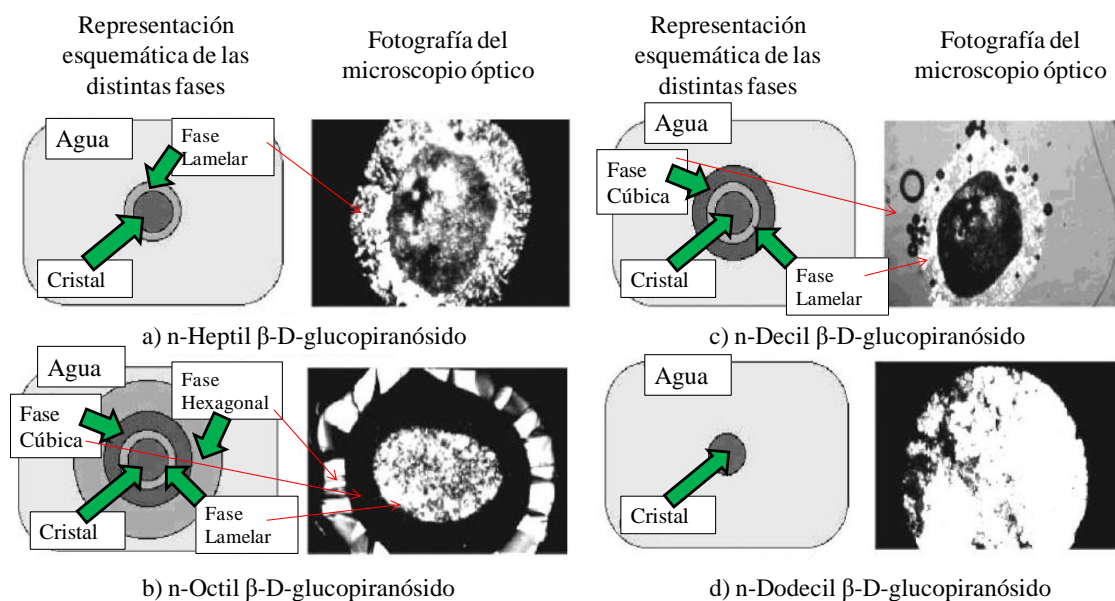 Representación
esquemática de las
distintas fases
Fotografía del
microscopio óptico
Agua
Fase
Lamelar
Cristal
a) n-Heptil β-D-glucopiranósido
Agua
Fase
Hexagonal
Fase
Cúbica
Cristal
Fase
Lamelar
b) n-Octil β-D-glucopiranósido
Representación
esquemática de las
distintas fases
Fotografía del
microscopio óptico
Agua
Fase
Cúbica
Cristal
Fase
Lamelar
c) n-Decil β-D-glucopiranósido
Agua
Cristal
d) n-Dodecil β-D-glucopiranósido